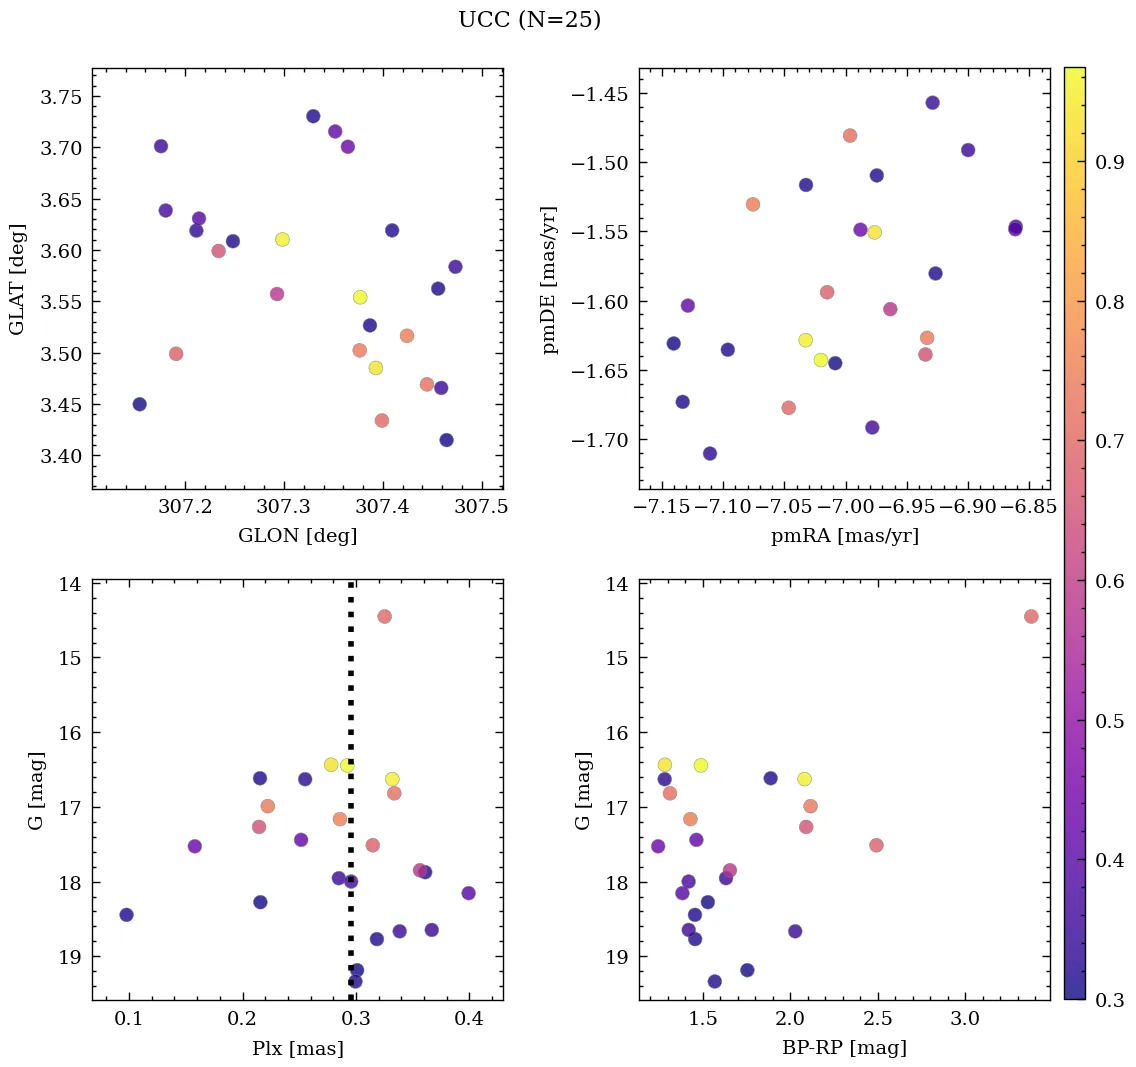 UCC (N=25)
3.75
3.70
3.65
3.60
3.55
3.50
3.45
3.40
GLAT [deg]
307.2 307.3 307.4 307.5
GLON [deg]
−1.45
−1.50
−1.55
−1.60
−1.65
−1.70
pmDE [mas/yr]
−7.15 −7.10 −7.05 −7.00 −6.95 −6.90 −6.85
pmRA [mas/yr]
14
15
16
17
18
19
G [mag]
0.1 0.2 0.3 0.4
Plx [mas]
14
15
16
17
18
19
G [mag]
1.5 2.0 2.5 3.0
BP-RP [mag]
0.9
0.8
0.7
0.6
0.5
0.4
0.3